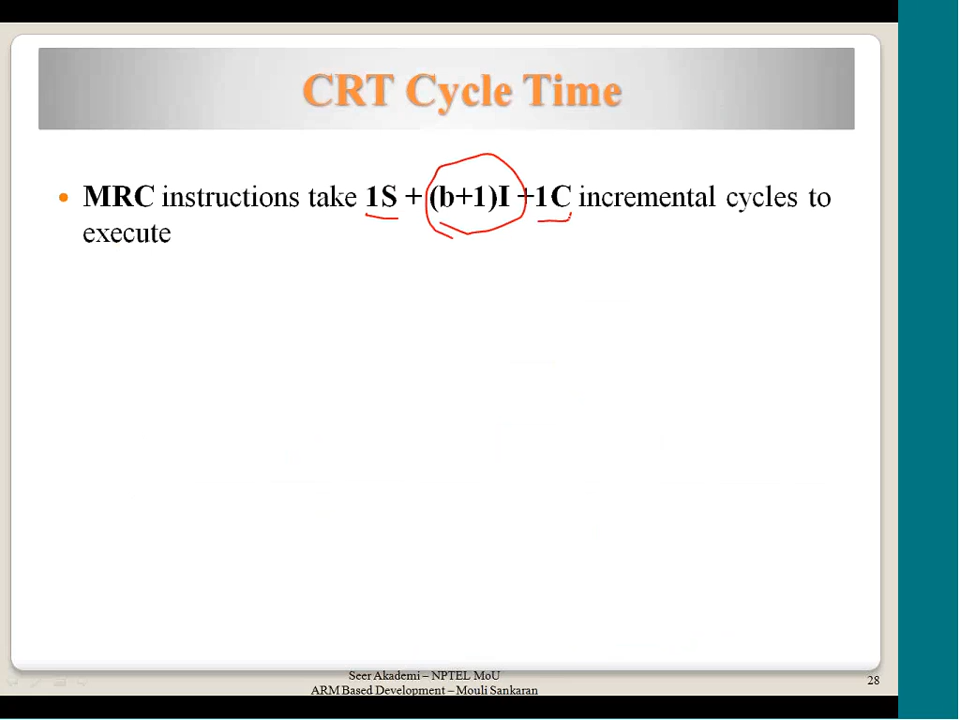 CRT Cycle Time
• MRC instructions take 1S + (b+1)I +1C incremental cycles to
execute
Seer Akademi – NPTEL MoU
ARM Based Development – Mouli Sankaran
28